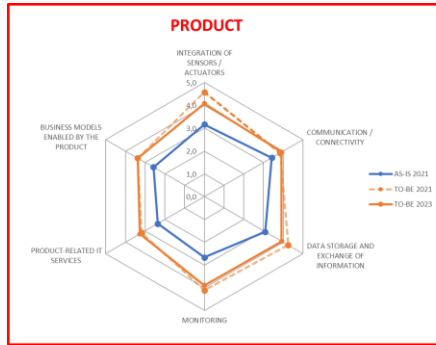 PRODUCT
INTEGRATION OF
SENSORS /
ACTUATORS
5,0
4,0
3,0
2,0
1,0
0,0
COMMUNICATION /
CONNECTIVITY
DATA STORAGE AND
EXCHANGE OF
INFORMATION
MONITORING
PRODUCT-RELATED IT
SERVICES
BUSINESS MODELS
ENABLED BY THE
PRODUCT
AS-IS 2021
TO-BE 2021
TO-BE 2023